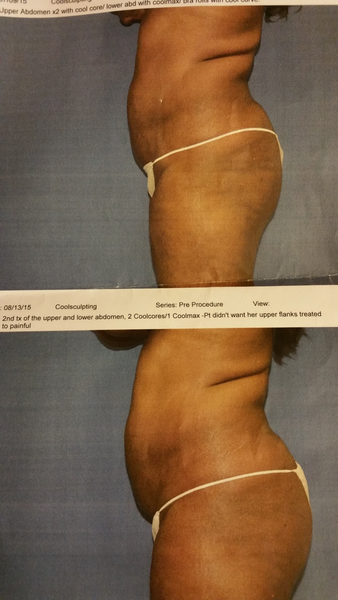 Coolsculpting
Upper Abdomen x2 with cool core/ lower abd with coolmax/ bra rolls with cool curve.
: 08/13/15 Coolsculpting Series: Pre Procedure View:
2nd tx of the upper and lower abdomen, 2 Coolcores/1 Coolmax -Pt didn't want her upper flanks treated
to painful